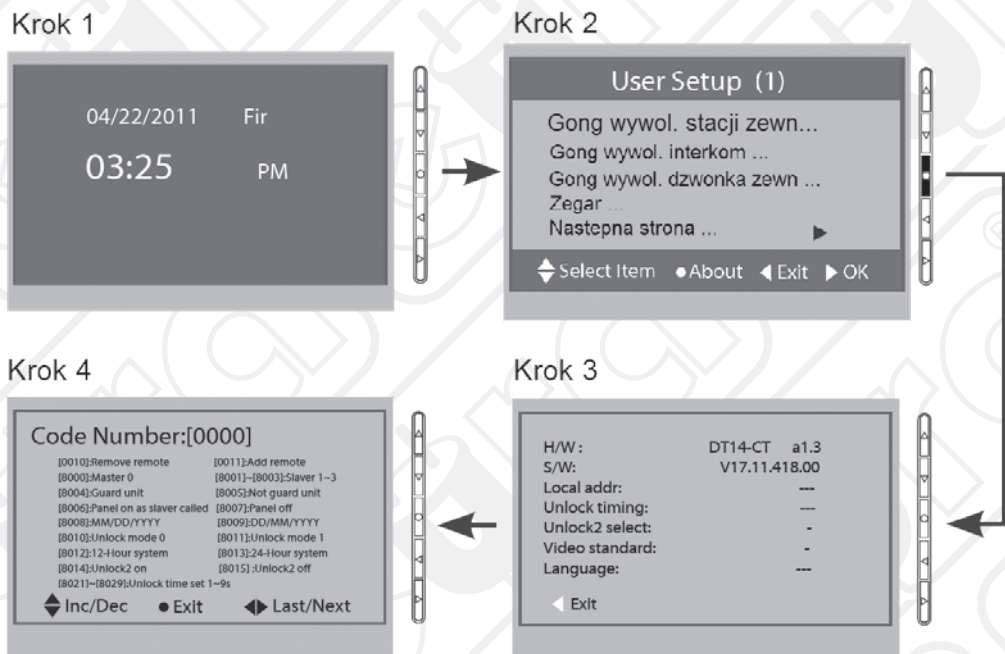 Krok 1
04/22/2011 Fir
03:25 PM
Krok 2
User Setup (1)
Gong wywol. stacji zewn...
Gong wywol. interkom ...
Gong wywol. dzwonka zewn ...
Zegar ...
Nastepna strona ...
Select Item About Exit OK
Krok 3
H/W : DT14-CT a1.3
S/W: V17.11.418.00
Local addr: ---
Unlock timing: ---
Unlock2 select: -
Video standard: -
Language: ---
Exit
Krok 4
Code Number:[0000]
[0010]:Remove remote [0011]:Add remote
[8000]:Master 0 [8001]~[8003]:Slaver 1~3
[8004]:Guard unit [8005]:Not guard unit
[8006]:Panel on as slaver called [8007]:Panel off
[8008]:MM/DD/YYYY [8009]:DD/MM/YYYY
[8010]:Unlock mode 0 [8011]:Unlock mode 1
[8012]:12-Hour system [8013]:24-Hour system
[8014]:Unlock2 on [8015] :Unlock2 off
[8021]~[8029]:Unlock time set 1~9s
Inc/Dec Exit Last/Next